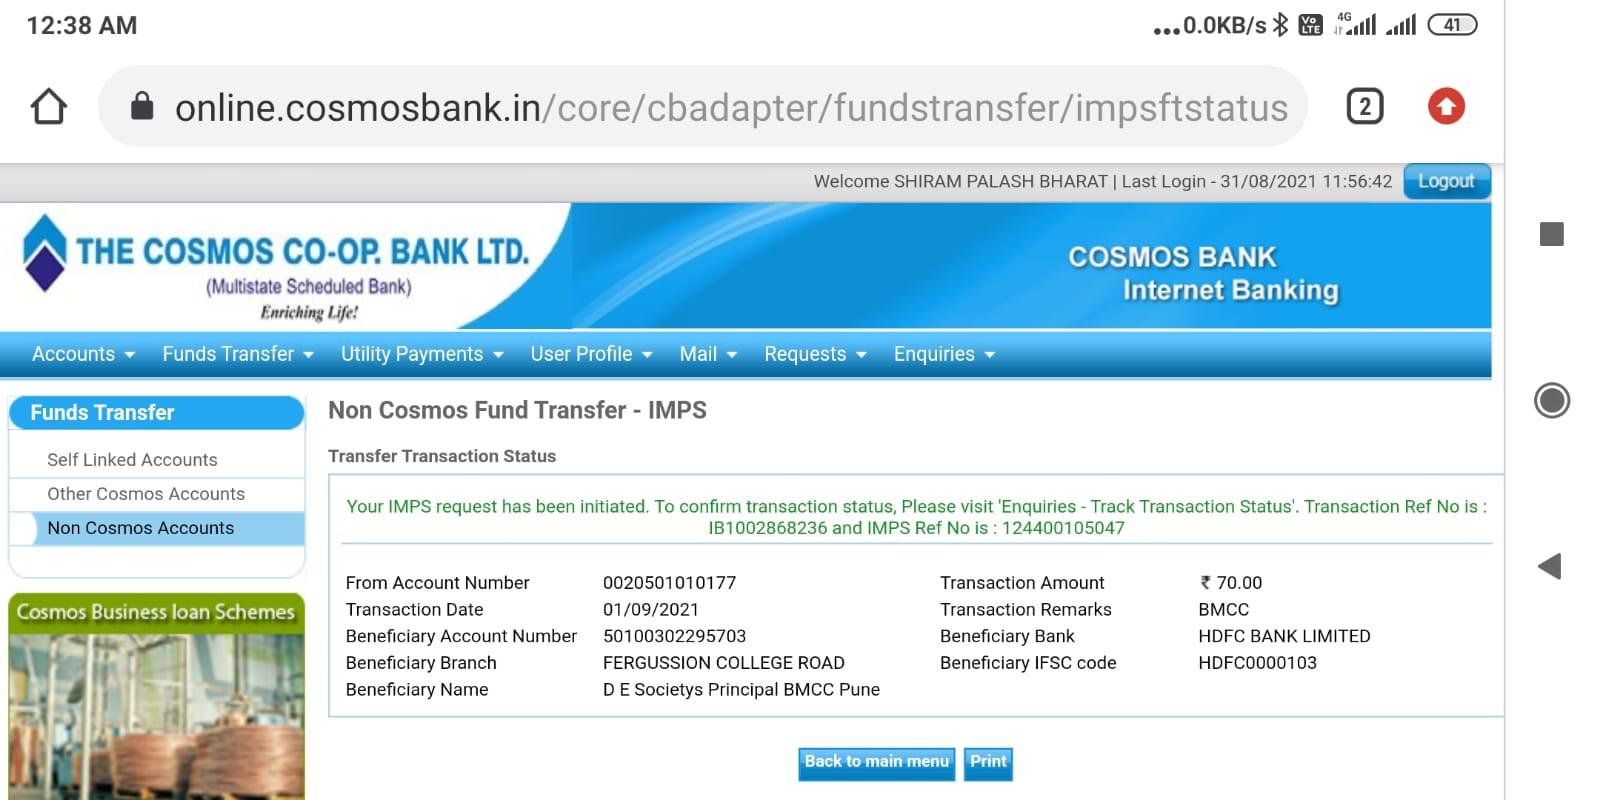 12:38 AM
...0.0KB/s Vo LTE 4G 41
online.cosmosbank.in/core/cbadapter/fundstransfer/impsftstatus 2
Welcome SHIRAM PALASH BHARAT | Last Login - 31/08/2021 11:56:42 Logout
THE COSMOS CO-OP. BANK LTD.
(Multistate Scheduled Bank)
Enriching Life!
COSMOS BANK
Internet Banking
Accounts Funds Transfer Utility Payments User Profile Mail Requests Enquiries
Funds Transfer
Self Linked Accounts
Other Cosmos Accounts
Non Cosmos Accounts
Cosmos Business loan Schemes
Non Cosmos Fund Transfer - IMPS
Transfer Transaction Status
Your IMPS request has been initiated. To confirm transaction status, Please visit 'Enquiries - Track Transaction Status'. Transaction Ref No is :
IB1002868236 and IMPS Ref No is : 124400105047
From Account Number 0020501010177 Transaction Amount ₹ 70.00
Transaction Date 01/09/2021 Transaction Remarks BMCC
Beneficiary Account Number 50100302295703 Beneficiary Bank HDFC BANK LIMITED
Beneficiary Branch FERGUSSION COLLEGE ROAD Beneficiary IFSC code HDFC0000103
Beneficiary Name D E Societys Principal BMCC Pune
Back to main menu Print